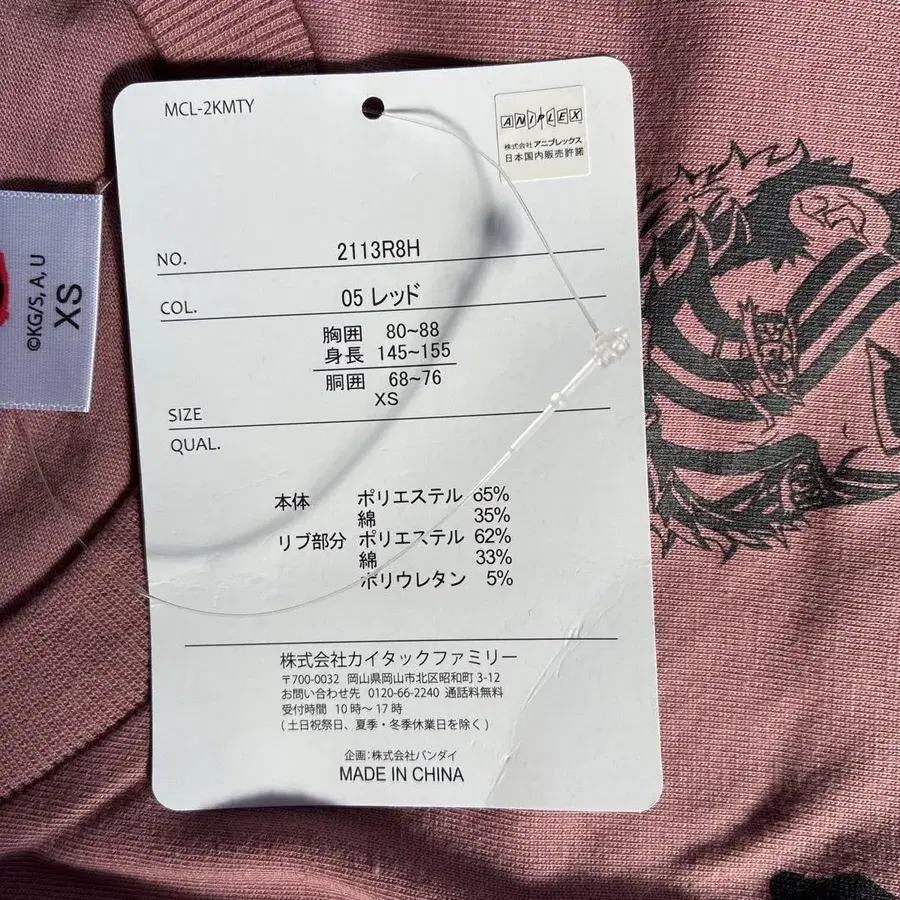 MCL-2KMTY
ANIPLEX
株式会社 アニプレックス
日本国内販売許諾
NO. 2113R8H
COL. 05 レッド
胸囲 80~88
身長 145~155
胴囲 68~76
XS
SIZE
QUAL.
本体 ポリエステル 65%
綿 35%
リブ部分 ポリエステル 62%
綿 33%
ポリウレタン 5%
株式会社カイタックファミリー
〒700-0032 岡山県岡山市北区昭和町 3-12
お問い合わせ先 0120-66-2240 通話料無料
受付時間 10 時～17 時
( 土日祝祭日、夏季・冬季休業日を除く )
企画：株式会社バンダイ
MADE IN CHINA
©KG/S, A, U
XS